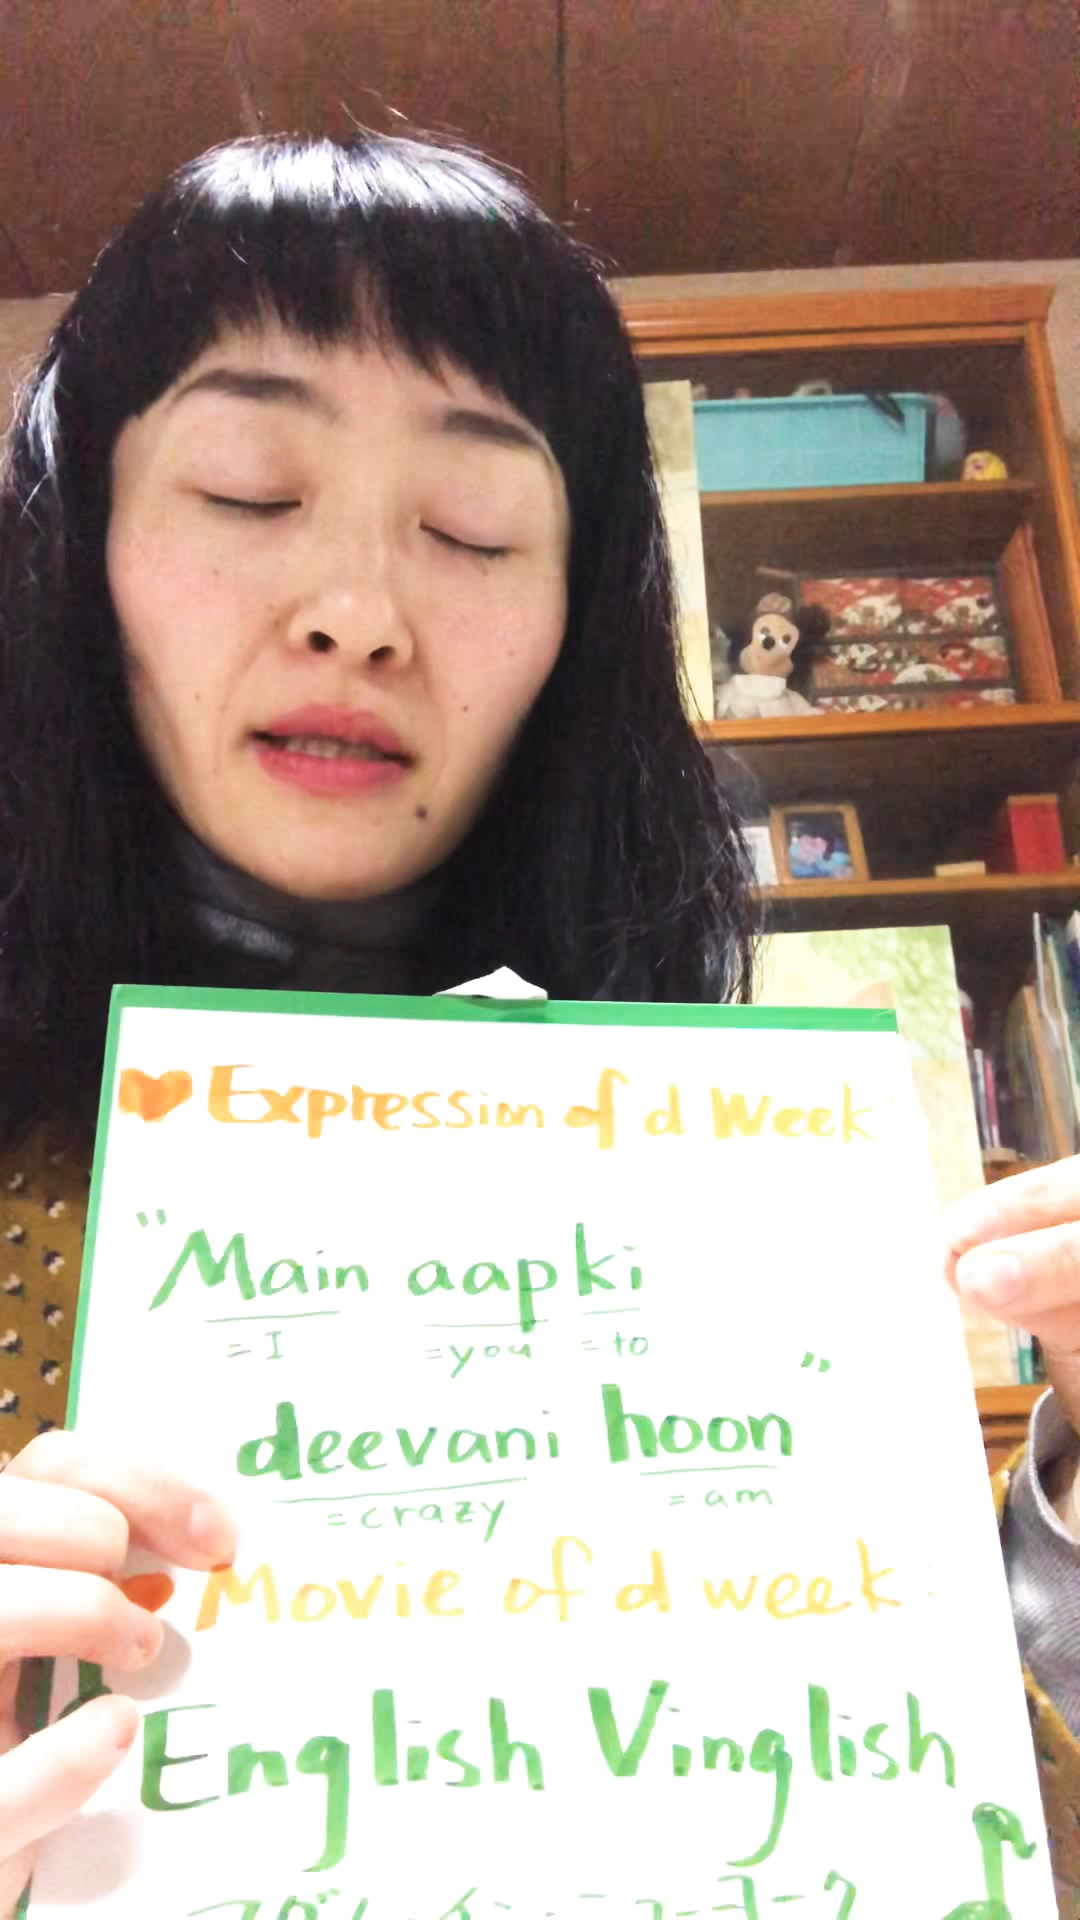 Expression of d Week:
"Main aapki
=I =you =to
deevani hoon"
=crazy =am
Movie of d week:
English Vinglish